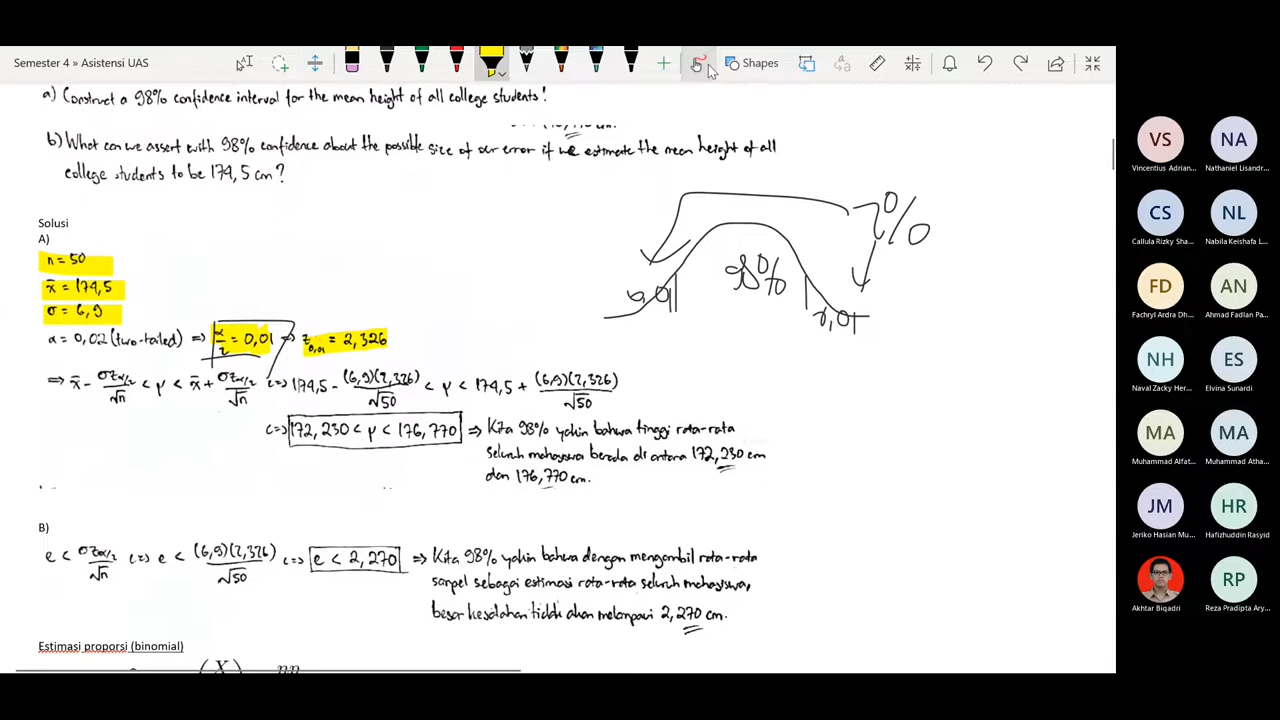 Semester 4 » Asistensi UAS
Shapes
a) Construct a 98% confidence interval for the mean height of all college students!
b) What can we assert with 98% confidence about the possible size of our error if we estimate the mean height of all
college students to be 174,5 cm?
Solusi
A)
n = 50
x̄ = 174,5
σ = 6,9
α = 0,02 (two-tailed) => α/2 = 0,01 => z0,01 = 2,326
=> x̄ - σzα/2/√n < μ < x̄ + σzα/2/√n <=> 174,5 - (6,9)(2,326)/√50 < μ < 174,5 + (6,9)(2,326)/√50
<=> 172,230 < μ < 176,770 => Kita 98% yakin bahwa tinggi rata-rata
seluruh mahasiswa berada di antara 172,230 cm
dan 176,770 cm.
98%
B)
e < σzα/2/√n <=> e < (6,9)(2,326)/√50 <=> e < 2,270 => Kita 98% yakin bahwa dengan mengambil rata-rata
sampel sebagai estimasi rata-rata seluruh mahasiswa,
besar kesalahan tidak akan melampaui 2,270 cm.
Estimasi proporsi (binomial)
VS
Vincentius Adrian...
NA
Nathaniel Lisandr...
CS
Callula Rizky Sha...
NL
Nabila Keishafa L...
FD
Fachryl Ardra Dh...
AN
Ahmad Fadlan Pa...
NH
Naval Zacky Her...
ES
Elvina Sunardi
MA
Muhammad Alfat...
MA
Muhammad Atha...
JM
Jeriko Hasian Mu...
HR
Hafizhuddin Rasyid
Akhtar Biqadri
RP
Reza Pradipta Ary...